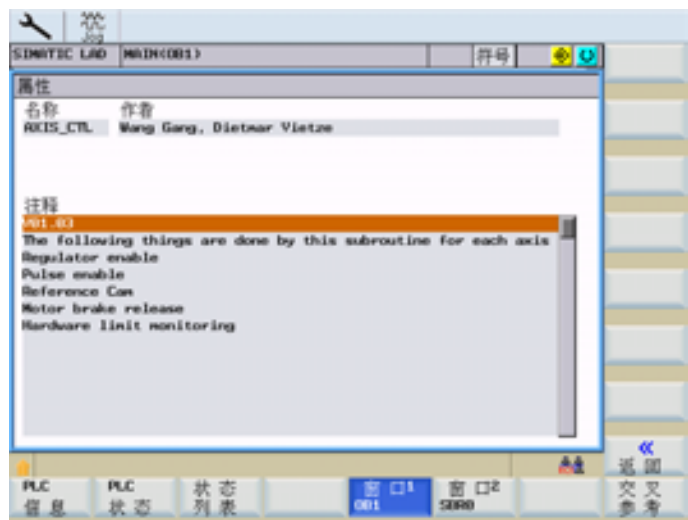 Jog
SIMATIC LAD MAIN(OB1) 符号
属性
名称 作者
AXIS_CTL Wang Gang, Dietmar Vietze
注释
V01.03
The following things are done by this subroutine for each axis
Regulator enable
Pulse enable
Reference Cam
Motor brake release
Hardware limit monitoring
返回
PLC 信息
PLC 状态
状态 列表
窗口1 OB1
窗口2 SBR0
交叉 参考